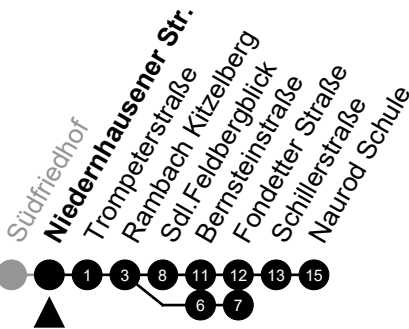 Südfriedhof
Niedernhausener Str.
Trompeterstraße
Rambach Kitzelberg
Sdl.Feldbergblick
Bernsteinstraße
Fondetter Straße
Schillerstraße
Naurod Schule
1 3 8 11 12 13 15
6 7